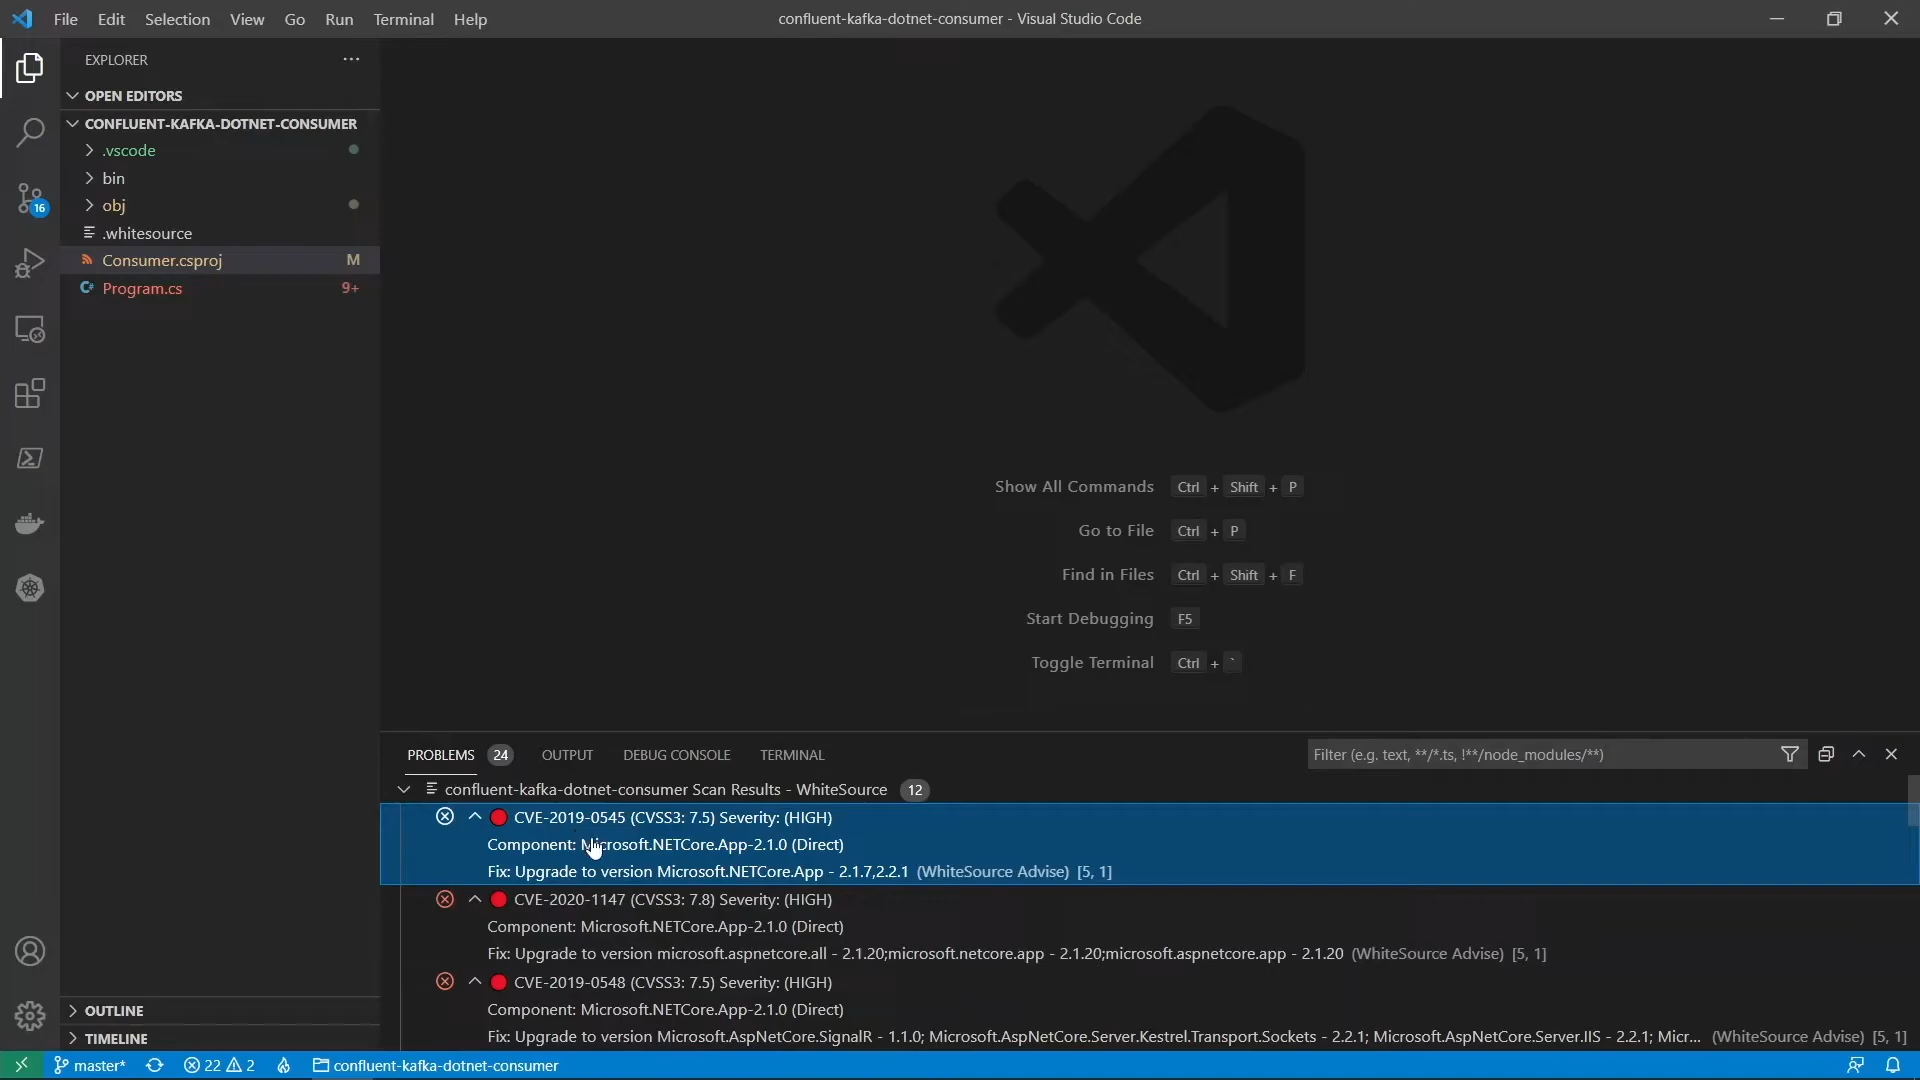 File Edit Selection View Go Run Terminal Help
confluent-kafka-dotnet-consumer - Visual Studio Code
EXPLORER
OPEN EDITORS
CONFLUENT-KAFKA-DOTNET-CONSUMER
.vscode
bin
obj
.whitesource
Consumer.csproj M
Program.cs 9+
16
OUTLINE
TIMELINE
Show All Commands Ctrl + Shift + P
Go to File Ctrl + P
Find in Files Ctrl + Shift + F
Start Debugging F5
Toggle Terminal Ctrl + `
PROBLEMS 24 OUTPUT DEBUG CONSOLE TERMINAL
Filter (e.g. text, **/*.ts, !**/node_modules/**)
confluent-kafka-dotnet-consumer Scan Results - WhiteSource 12
CVE-2019-0545 (CVSS3: 7.5) Severity: (HIGH)
Component: Microsoft.NETCore.App-2.1.0 (Direct)
Fix: Upgrade to version Microsoft.NETCore.App - 2.1.7,2.2.1 (WhiteSource Advise) [5, 1]
CVE-2020-1147 (CVSS3: 7.8) Severity: (HIGH)
Component: Microsoft.NETCore.App-2.1.0 (Direct)
Fix: Upgrade to version microsoft.aspnetcore.all - 2.1.20;microsoft.netcore.app - 2.1.20;microsoft.aspnetcore.app - 2.1.20 (WhiteSource Advise) [5, 1]
CVE-2019-0548 (CVSS3: 7.5) Severity: (HIGH)
Component: Microsoft.NETCore.App-2.1.0 (Direct)
Fix: Upgrade to version Microsoft.AspNetCore.SignalR - 1.1.0; Microsoft.AspNetCore.Server.Kestrel.Transport.Sockets - 2.2.1; Microsoft.AspNetCore.Server.IIS - 2.2.1; Micr... (WhiteSource Advise) [5, 1]
master* 22 2 confluent-kafka-dotnet-consumer